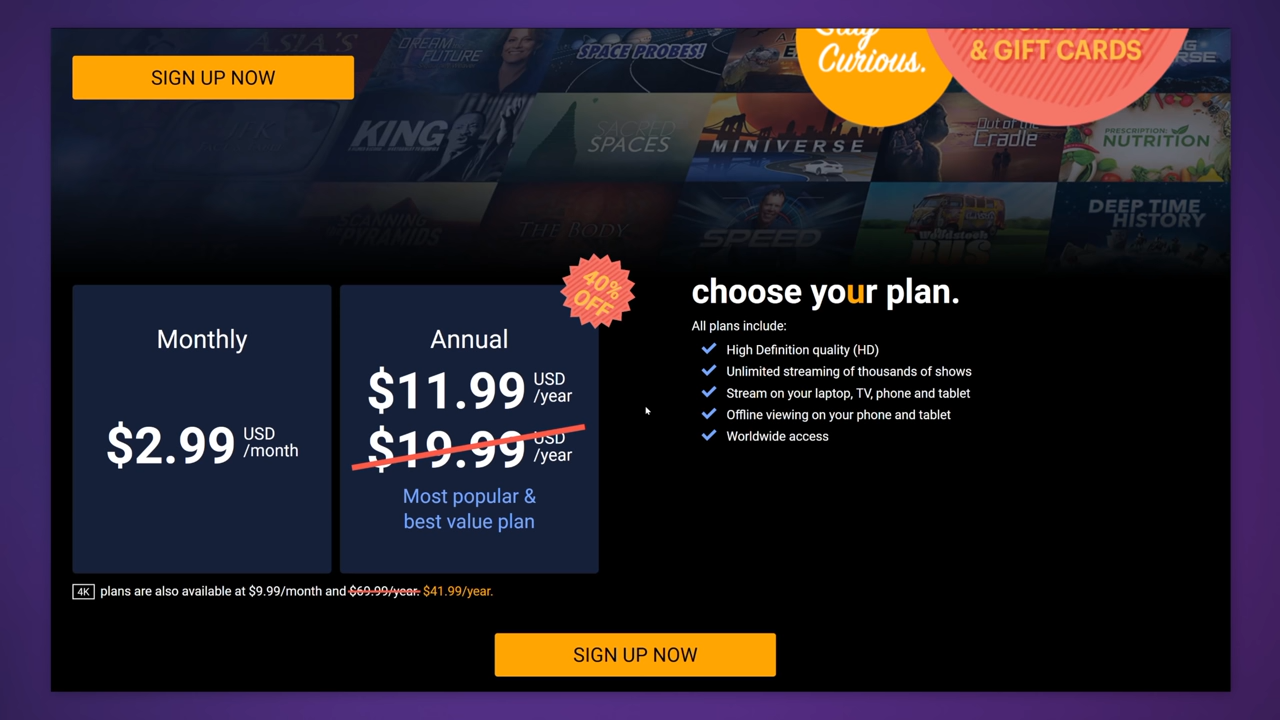 SIGN UP NOW
ASIA'S
DREAM
FUTURE
SPACE PROBES!
Stay
Curious.
& GIFT CARDS
KING
SACRED
SPACES
MINIVERSE
Out of the
Cradle
PRESCRIPTION:
NUTRITION
SCANNING
PYRAMIDS
THE BODY
SPEED
Woodstock
BUS
DEEP TIME
HISTORY
40%
OFF
Monthly
$2.99 USD
/month
Annual
$11.99 USD
/year
$19.99 USD
/year
Most popular &
best value plan
choose your plan.
All plans include:
High Definition quality (HD)
Unlimited streaming of thousands of shows
Stream on your laptop, TV, phone and tablet
Offline viewing on your phone and tablet
Worldwide access
4K plans are also available at $9.99/month and $69.99/year. $41.99/year.
SIGN UP NOW